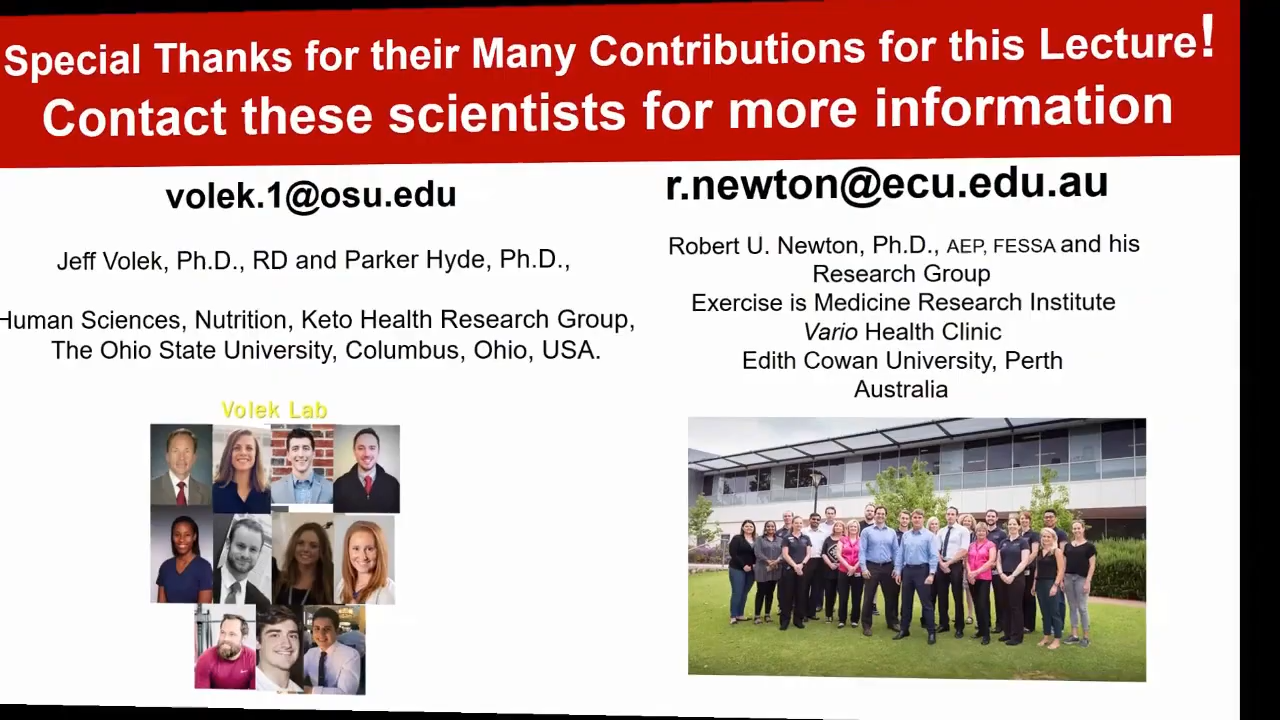 Special Thanks for their Many Contributions for this Lecture!
Contact these scientists for more information
volek.1@osu.edu
Jeff Volek, Ph.D., RD and Parker Hyde, Ph.D.,
Human Sciences, Nutrition, Keto Health Research Group,
The Ohio State University, Columbus, Ohio, USA.
Volek Lab
r.newton@ecu.edu.au
Robert U. Newton, Ph.D., AEP, FESSA and his
Research Group
Exercise is Medicine Research Institute
Vario Health Clinic
Edith Cowan University, Perth
Australia